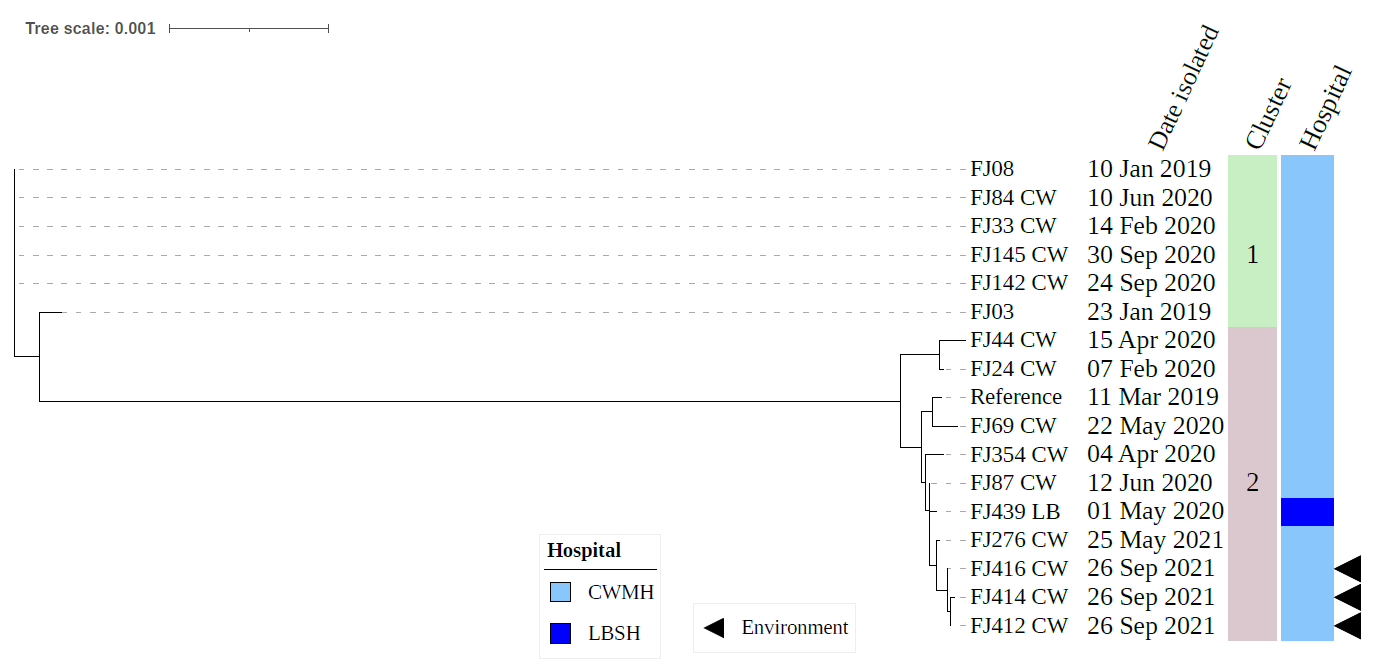 Tree scale: 0.001
Date isolated
Cluster
Hospital
FJ08 10 Jan 2019
FJ84 CW 10 Jun 2020
FJ33 CW 14 Feb 2020
FJ145 CW 30 Sep 2020
1
FJ142 CW 24 Sep 2020
FJ03 23 Jan 2019
FJ44 CW 15 Apr 2020
FJ24 CW 07 Feb 2020
Reference 11 Mar 2019
FJ69 CW 22 May 2020
FJ354 CW 04 Apr 2020
FJ87 CW 12 Jun 2020
2
FJ439 LB 01 May 2020
FJ276 CW 25 May 2021
FJ416 CW 26 Sep 2021
FJ414 CW 26 Sep 2021
FJ412 CW 26 Sep 2021
Hospital
CWMH
LBSH
Environment